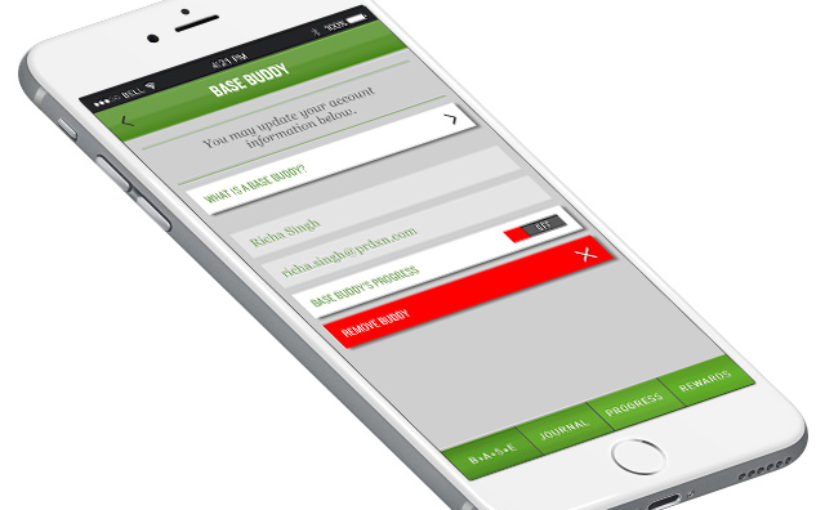 BELL
4:21 PM
100%
BASE BUDDY
You may update your account
information below.
WHAT IS A BASE BUDDY?
Richa Singh
richa.singh@prdxn.com
BASE BUDDY'S PROGRESS
OFF
REMOVE BUDDY
B•A•S•E
JOURNAL
PROGRESS
REWARDS